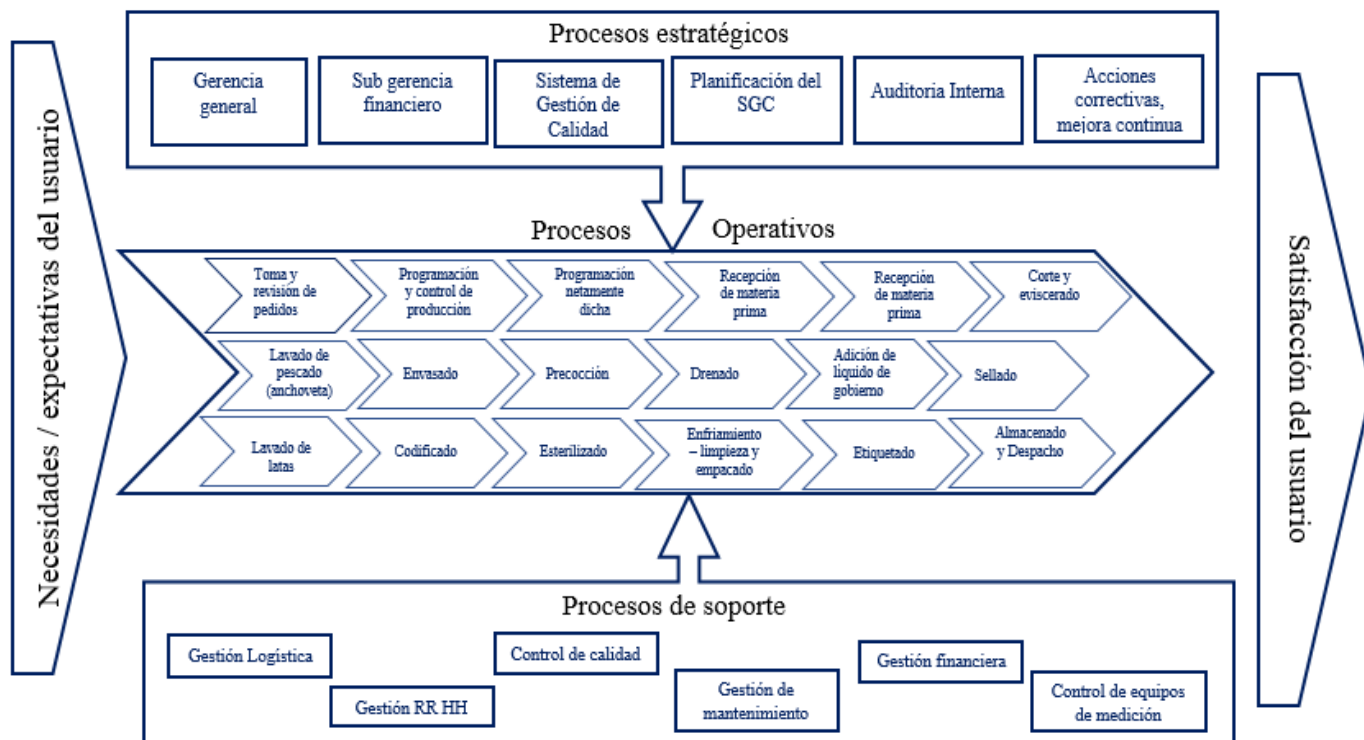 Necesidades / expectativas del usuario
Procesos estratégicos
Gerencia
general
Sub gerencia
financiero
Sistema de
Gestión de
Calidad
Planificación del
SGC
Auditoria Interna
Acciones
correctivas,
mejora continua
Procesos Operativos
Toma y
revisión de
pedidos
Programación
y control de
producción
Programación
netamente
dicha
Recepción
de materia
prima
Recepción
de materia
prima
Corte y
eviscerado
Lavado de
pescado
(anchoveta)
Envasado
Precocción
Drenado
Adición de
liquido de
gobierno
Sellado
Lavado de
latas
Codificado
Esterilizado
Enfriamiento
– limpieza y
empacado
Etiquetado
Almacenado
y Despacho
Procesos de soporte
Gestión Logística
Gestión RR HH
Control de calidad
Gestión de
mantenimiento
Gestión financiera
Control de equipos
de medición
Satisfacción del usuario